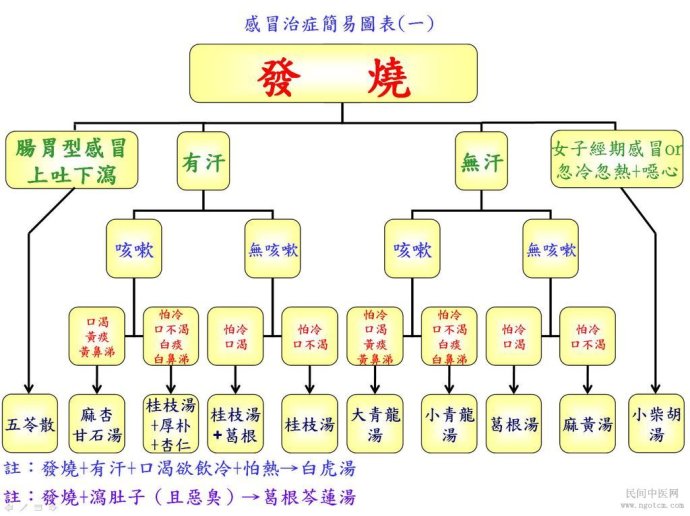 感冒治症簡易圖表(一)
發 燒
腸胃型感冒
上吐下瀉
有汗
無汗
女子經期感冒or
忽冷忽熱+噁心
咳嗽
無咳嗽
咳嗽
無咳嗽
口渴
黃痰
黃鼻涕
怕冷
口不渴
白痰
白鼻涕
怕冷
口渴
怕冷
口不渴
怕冷
口渴
黃痰
黃鼻涕
怕冷
口不渴
白痰
白鼻涕
怕冷
口渴
怕冷
口不渴
五苓散
麻杏
甘石湯
桂枝湯
+厚朴
+杏仁
桂枝湯
+葛根
桂枝湯
大青龍
湯
小青龍
湯
葛根湯
麻黃湯
小柴胡
湯
註：發燒+有汗+口渴欲飲冷+怕熱→白虎湯
註：發燒+瀉肚子（且惡臭）→葛根芩蓮湯
民间中医网
www.ngotcm.com